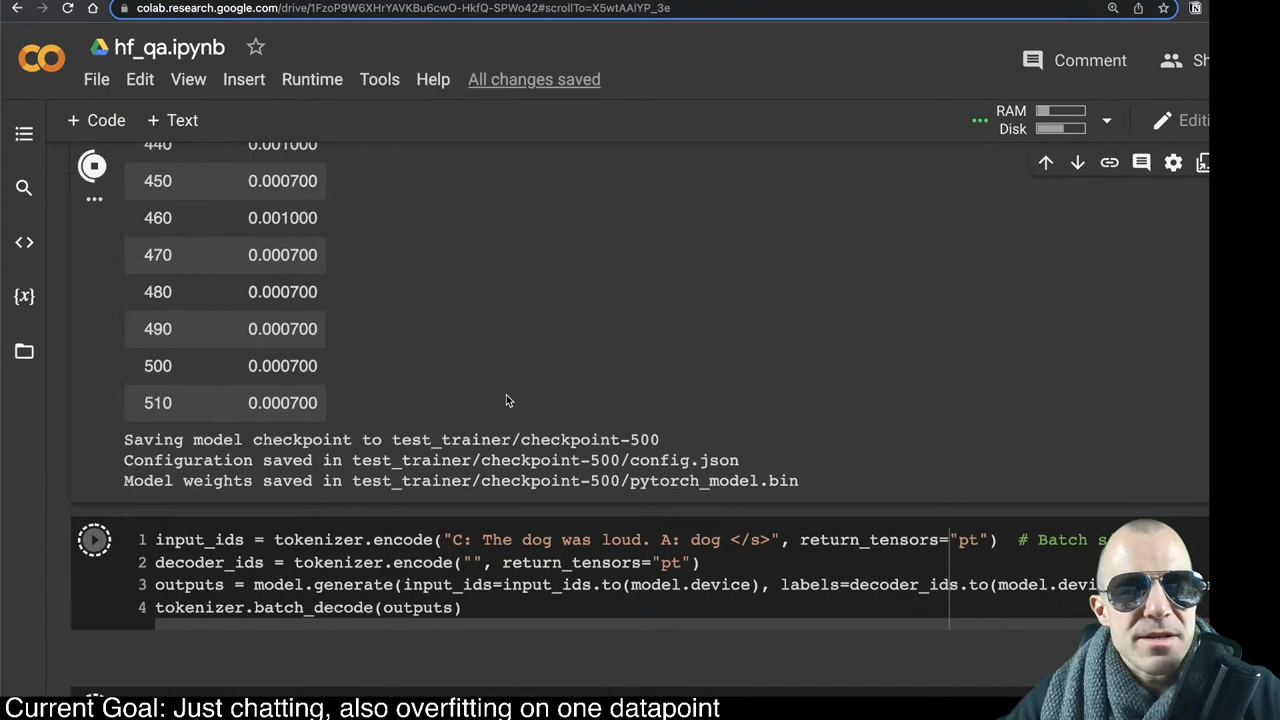 colab.research.google.com/drive/1FzoP9W6XHrYAVKBu6cwO-HkfQ-SPWo42#scrollTo=X5wtAAlYP_3e
hf_qa.ipynb
Comment
Sh
File Edit View Insert Runtime Tools Help All changes saved
+ Code + Text
RAM
Disk
Editi
440 0.001000
450 0.000700
460 0.001000
470 0.000700
480 0.000700
490 0.000700
500 0.000700
510 0.000700
Saving model checkpoint to test_trainer/checkpoint-500
Configuration saved in test_trainer/checkpoint-500/config.json
Model weights saved in test_trainer/checkpoint-500/pytorch_model.bin
1 input_ids = tokenizer.encode("C: The dog was loud. A: dog </s>", return_tensors="pt") # Batch s
2 decoder_ids = tokenizer.encode("", return_tensors="pt")
3 outputs = model.generate(input_ids=input_ids.to(model.device), labels=decoder_ids.to(model.devi
4 tokenizer.batch_decode(outputs)
Current Goal: Just chatting, also overfitting on one datapoint